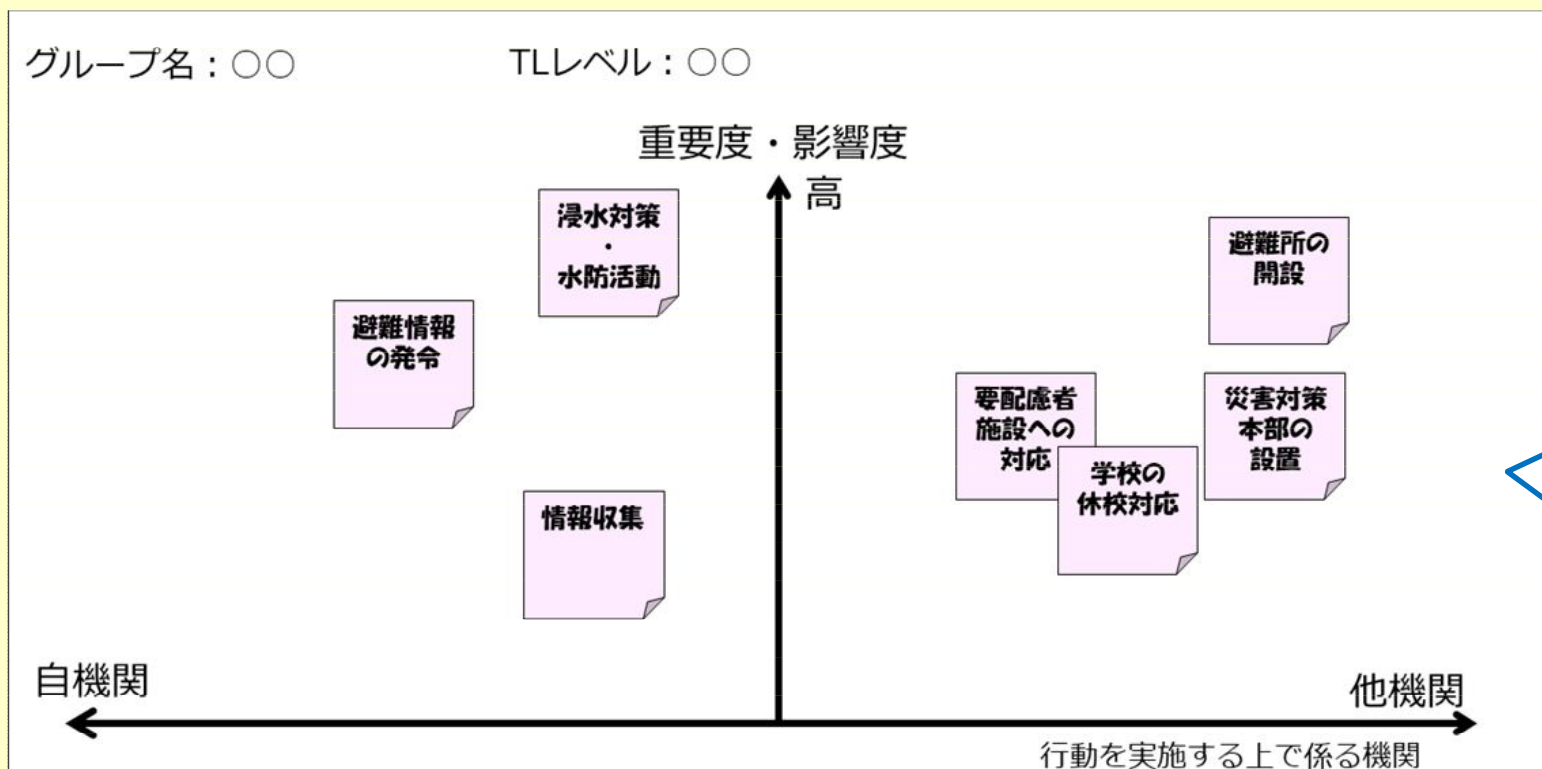 グループ名：○○
TLレベル：○○
重要度・影響度
高
浸水対策
・
水防活動
避難所の
開設
避難情報
の発令
要配慮者
施設への
対応
災害対策
本部の
設置
学校の
休校対応
情報収集
自機関
他機関
行動を実施する上で係る機関